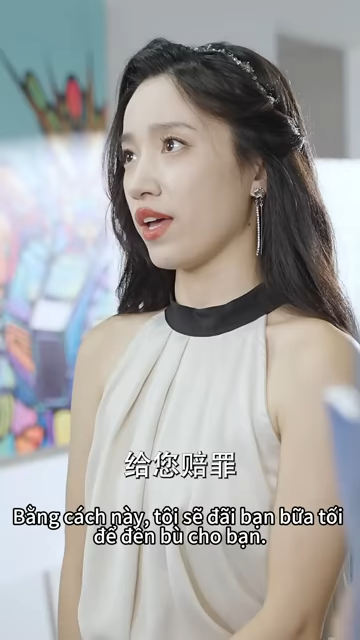 给您赔罪
Bằng cách này, tôi sẽ đãi bạn bữa tối
để đền bù cho bạn.